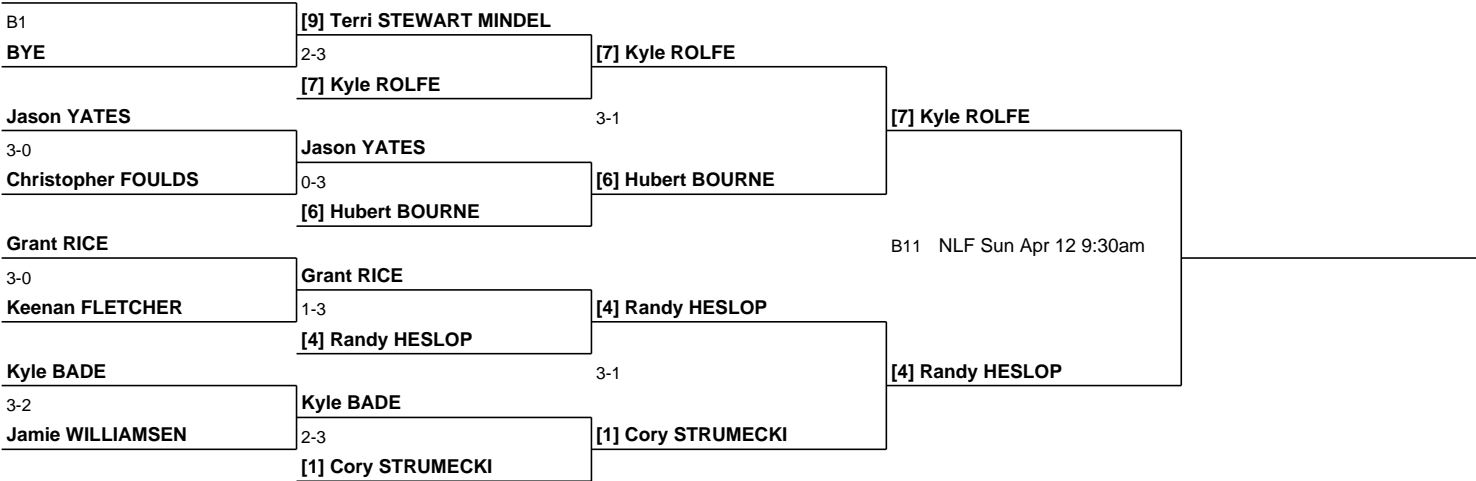 B1
BYE
[9] Terri STEWART MINDEL
2-3
[7] Kyle ROLFE
[7] Kyle ROLFE
Jason YATES
3-0
Christopher FOULDS
Jason YATES
0-3
[6] Hubert BOURNE
3-1
[6] Hubert BOURNE
[7] Kyle ROLFE
Grant RICE
3-0
Keenan FLETCHER
Grant RICE
1-3
[4] Randy HESLOP
[4] Randy HESLOP
Kyle BADE
3-2
Jamie WILLIAMSEN
Kyle BADE
2-3
[1] Cory STRUMECKI
3-1
[1] Cory STRUMECKI
B11 NLF Sun Apr 12 9:30am
[4] Randy HESLOP